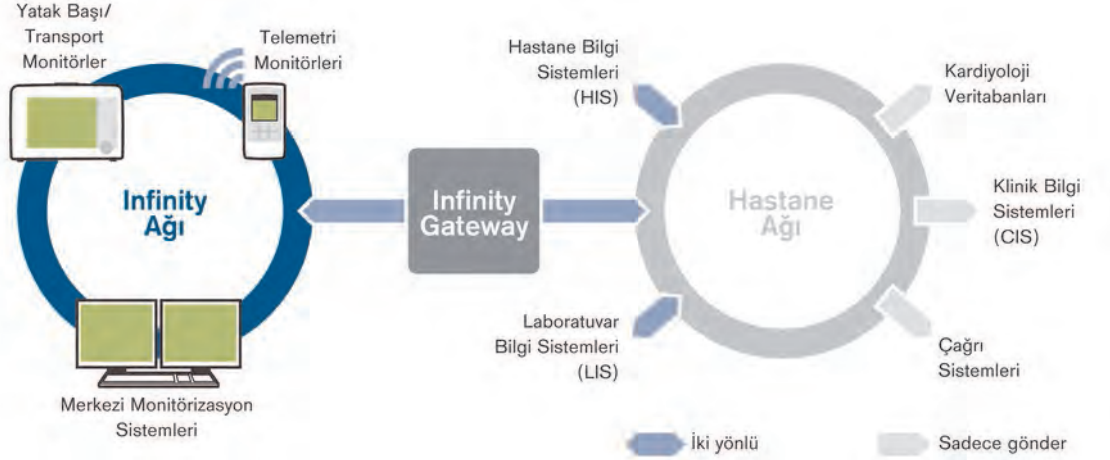 Yatak Başı/
Transport
Monitörler
Telemetri
Monitörleri
Infinity
Ağı
Merkezi Monitörizasyon
Sistemleri
Infinity
Gateway
Hastane Bilgi
Sistemleri
(HIS)
Laboratuvar
Bilgi Sistemleri
(LIS)
Hastane
Ağı
Kardiyoloji
Veritabanları
Klinik Bilgi
Sistemleri
(CIS)
Çağrı
Sistemleri
İki yönlü
Sadece gönder